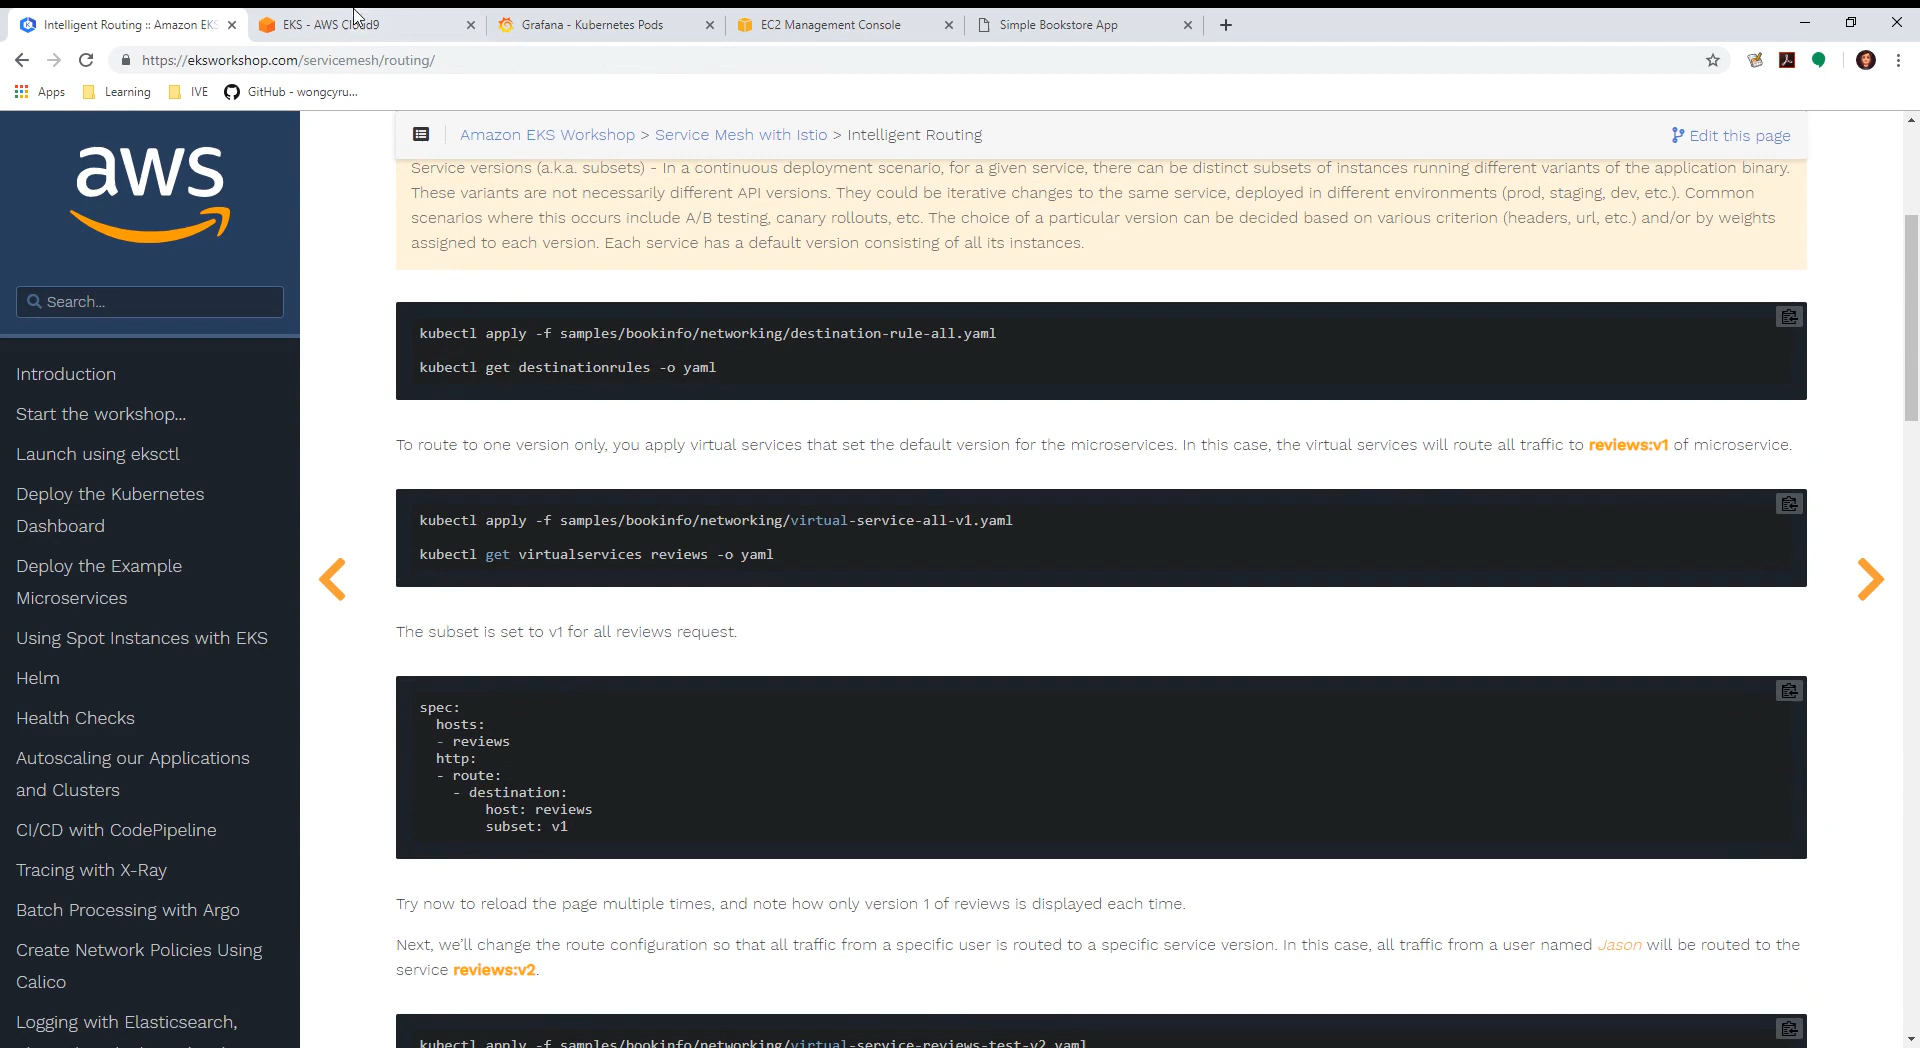 Intelligent Routing :: Amazon EKS
EKS - AWS Cloud9
Grafana - Kubernetes Pods
EC2 Management Console
Simple Bookstore App
https://eksworkshop.com/servicemesh/routing/
Apps
Learning
IVE
GitHub - wongcyru...
aws
Search...
Introduction
Start the workshop...
Launch using eksctl
Deploy the Kubernetes
Dashboard
Deploy the Example
Microservices
Using Spot Instances with EKS
Helm
Health Checks
Autoscaling our Applications
and Clusters
CI/CD with CodePipeline
Tracing with X-Ray
Batch Processing with Argo
Create Network Policies Using
Calico
Logging with Elasticsearch,
Amazon EKS Workshop > Service Mesh with Istio > Intelligent Routing
Edit this page
Service versions (a.k.a. subsets) - In a continuous deployment scenario, for a given service, there can be distinct subsets of instances running different variants of the application binary.
These variants are not necessarily different API versions. They could be iterative changes to the same service, deployed in different environments (prod, staging, dev, etc.). Common
scenarios where this occurs include A/B testing, canary rollouts, etc. The choice of a particular version can be decided based on various criterion (headers, url, etc.) and/or by weights
assigned to each version. Each service has a default version consisting of all its instances.
kubectl apply -f samples/bookinfo/networking/destination-rule-all.yaml
kubectl get destinationrules -o yaml
To route to one version only, you apply virtual services that set the default version for the microservices. In this case, the virtual services will route all traffic to reviews:v1 of microservice.
kubectl apply -f samples/bookinfo/networking/virtual-service-all-v1.yaml
kubectl get virtualservices reviews -o yaml
The subset is set to v1 for all reviews request.
spec:
hosts:
- reviews
http:
- route:
- destination:
host: reviews
subset: v1
Try now to reload the page multiple times, and note how only version 1 of reviews is displayed each time.
Next, we'll change the route configuration so that all traffic from a specific user is routed to a specific service version. In this case, all traffic from a user named Jason will be routed to the
service reviews:v2.
kubectl apply -f samples/bookinfo/networking/virtual-service-reviews-test-v2.yaml